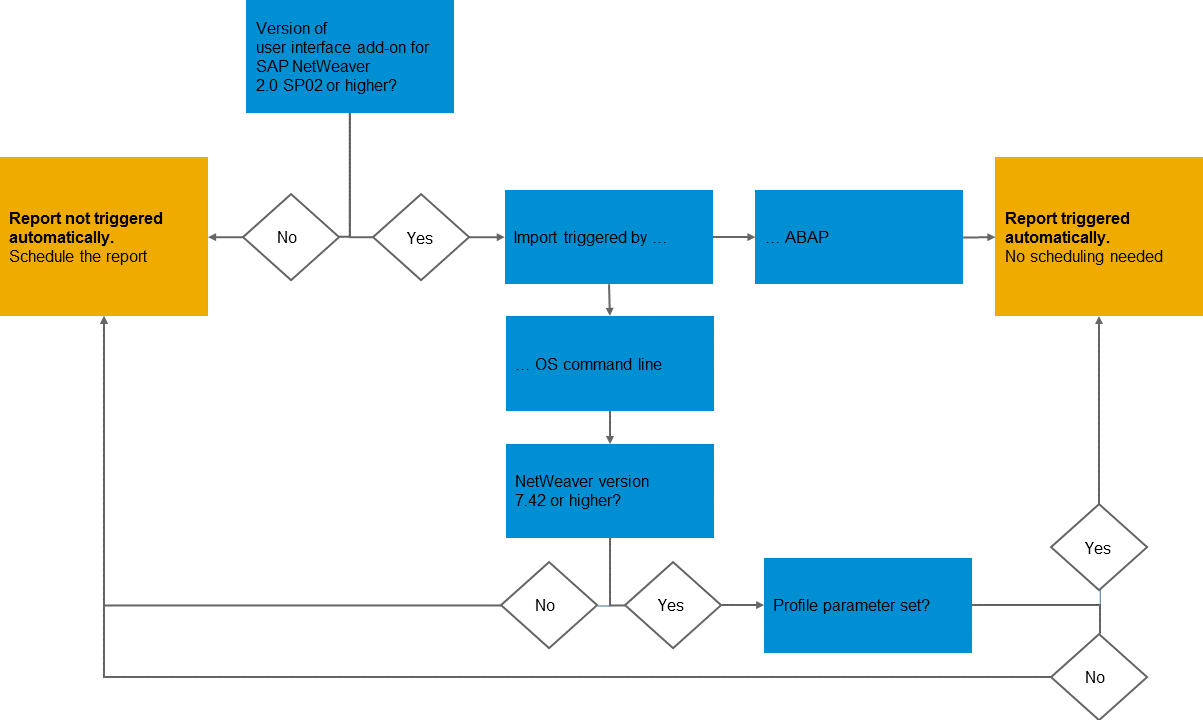 Version of
user interface add-on for
SAP NetWeaver
2.0 SP02 or higher?
Report not triggered
automatically.
Schedule the report
No
Yes
Import triggered by …
… ABAP
Report triggered
automatically.
No scheduling needed
… OS command line
NetWeaver version
7.42 or higher?
No
Yes
Profile parameter set?
Yes
No